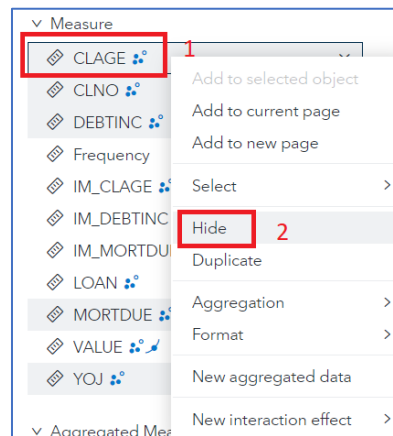 Measure
CLAGE
1
CLNO
DEBTINC
Frequency
IM_CLAGE
IM_DEBTINC
IM_MORTDU
LOAN
MORTDUE
VALUE
YOJ
Aggregated Mea
Add to selected object
Add to current page
Add to new page
Select
Hide
2
Duplicate
Aggregation
Format
New aggregated data
New interaction effect